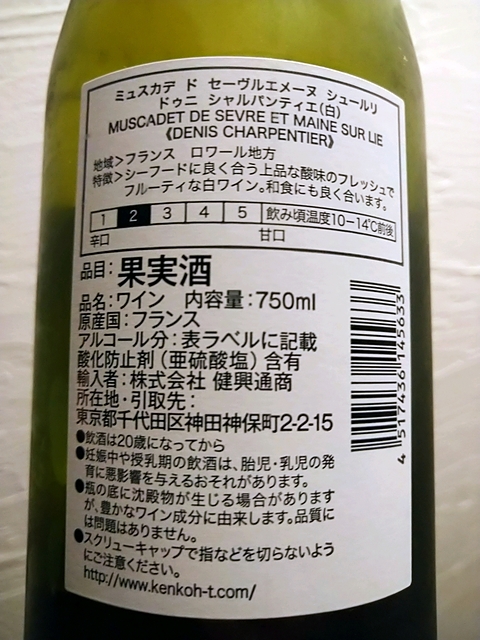 ミュスカデ ド セーヴルエメーヌ シュールリ
ドゥニ シャルパンティエ(白)
MUSCADET DE SEVRE ET MAINE SUR LIE
《DENIS CHARPENTIER》
地域>フランス ロワール地方
特徴>シーフードに良く合う上品な酸味のフレッシュで
フルーティな白ワイン。和食にも良く合います。
1 2 3 4 5 飲み頃温度10−14℃前後
辛口 甘口
品目:果実酒
品名:ワイン 内容量:750ml
原産国:フランス
アルコール分:表ラベルに記載
酸化防止剤(亜硫酸塩)含有
輸入者:株式会社 健興通商
所在地・引取先:
東京都千代田区神田神保町2-2-15
●飲酒は20歳になってから
●妊娠中や授乳期の飲酒は、胎児・乳児の発
育に悪影響を与えるおそれがあります。
●瓶の底に沈殿物が生じる場合があります
が、豊かなワイン成分に由来します。品質に
は問題はありません。
●スクリューキャップで指などを切らないよう
にご注意ください。
http://www.kenkoh-t.com/
4 517436 145633